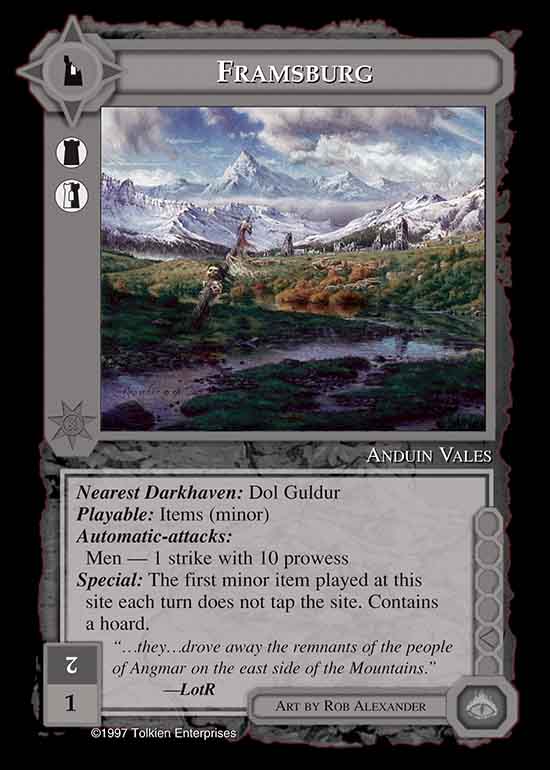 FRAMSBURG
ANDUIN VALES
Nearest Darkhaven: Dol Guldur
Playable: Items (minor)
Automatic-attacks:
Men — 1 strike with 10 prowess
Special: The first minor item played at this
site each turn does not tap the site. Contains
a hoard.
“…they…drove away the remnants of the people
of Angmar on the east side of the Mountains.”
—LotR
2
1
ART BY ROB ALEXANDER
©1997 Tolkien Enterprises